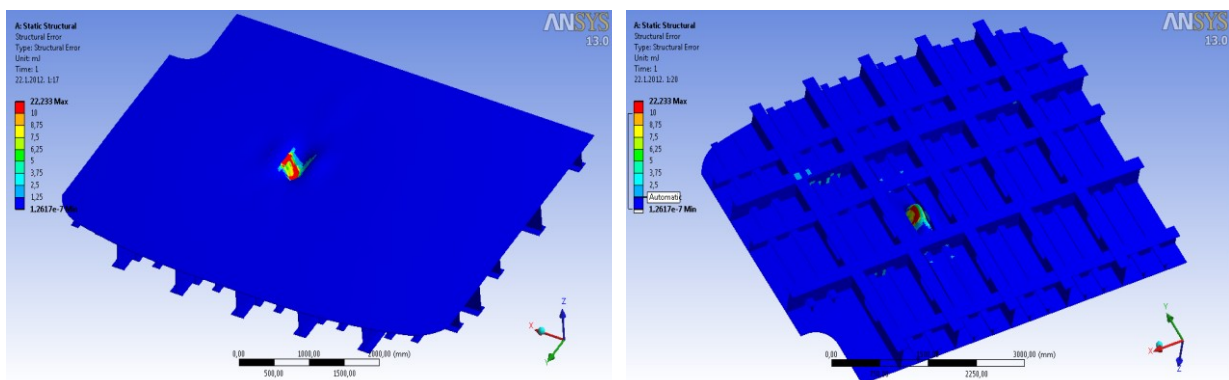 A: Static Structural
Structural Error
Type: Structural Error
Unit: mJ
Time: 1
22.1.2012. 1:17
22,233 Max
10
8,75
7,5
6,25
5
3,75
2,5
1,25
1,2617e-7 Min
ANSYS
13.0
X
Y
Z
0,00
1000,00
2000,00 (mm)
500,00
1500,00
A: Static Structural
Structural Error
Type: Structural Error
Unit: mJ
Time: 1
22.1.2012. 1:20
22,233 Max
10
8,75
7,5
6,25
5
3,75
2,5
Automatic
1,2617e-7 Min
ANSYS
13.0
Y
X
Z
0,00
3000,00 (mm)
2250,00